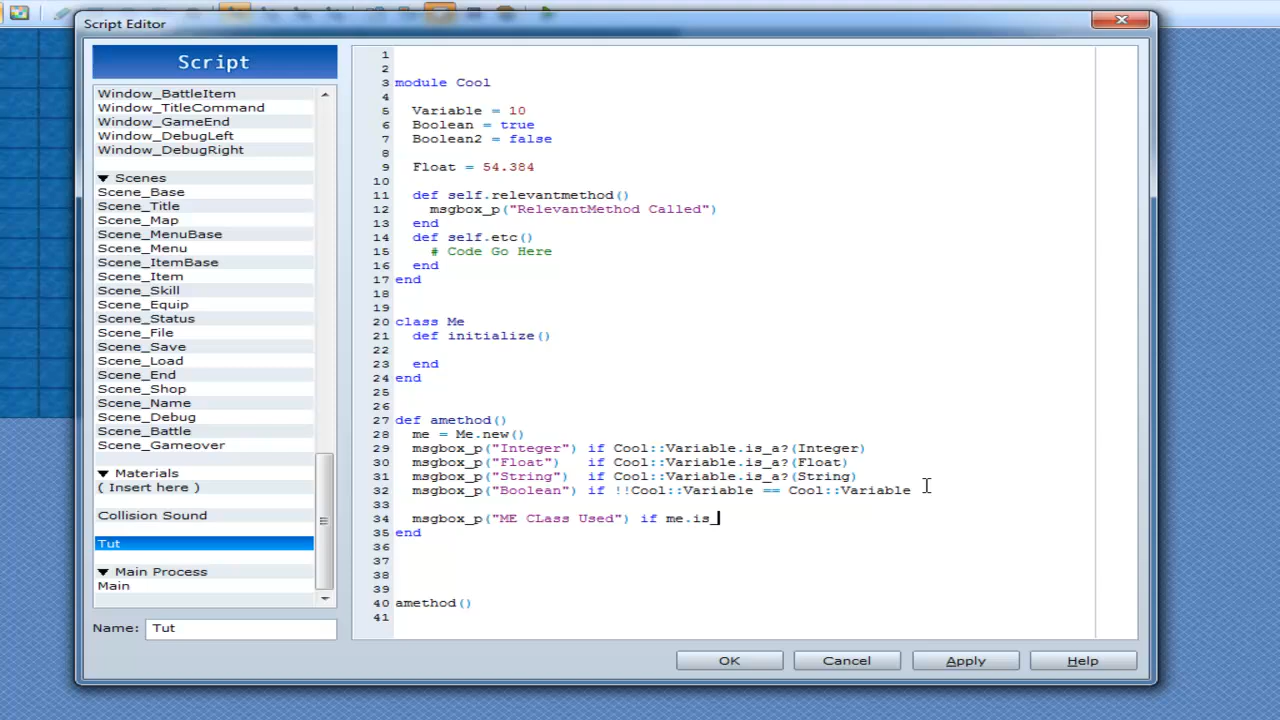 Script Editor
Script
Window_BattleItem
Window_TitleCommand
Window_GameEnd
Window_DebugLeft
Window_DebugRight
▼ Scenes
Scene_Base
Scene_Title
Scene_Map
Scene_MenuBase
Scene_Menu
Scene_ItemBase
Scene_Item
Scene_Skill
Scene_Equip
Scene_Status
Scene_File
Scene_Save
Scene_Load
Scene_End
Scene_Shop
Scene_Name
Scene_Debug
Scene_Battle
Scene_Gameover
▼ Materials
( Insert here )
Collision Sound
Tut
▼ Main Process
Main
Name: Tut
1
2
3 module Cool
4
5 Variable = 10
6 Boolean = true
7 Boolean2 = false
8
9 Float = 54.384
10
11 def self.relevantmethod()
12 msgbox_p("RelevantMethod Called")
13 end
14 def self.etc()
15 # Code Go Here
16 end
17 end
18
19
20 class Me
21 def initialize()
22
23 end
24 end
25
26
27 def amethod()
28 me = Me.new()
29 msgbox_p("Integer") if Cool::Variable.is_a?(Integer)
30 msgbox_p("Float") if Cool::Variable.is_a?(Float)
31 msgbox_p("String") if Cool::Variable.is_a?(String)
32 msgbox_p("Boolean") if !!Cool::Variable == Cool::Variable
33
34 msgbox_p("ME CLass Used") if me.is_
35 end
36
37
38
39
40 amethod()
41
OK Cancel Apply Help